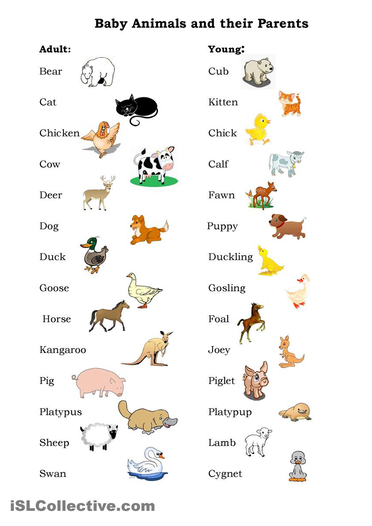 Baby Animals and their Parents
Adult: Young:
Bear Cub
Cat Kitten
Chicken Chick
Cow Calf
Deer Fawn
Dog Puppy
Duck Duckling
Goose Gosling
Horse Foal
Kangaroo Joey
Pig Piglet
Platypus Platypup
Sheep Lamb
Swan Cygnet
iSLCollective.com